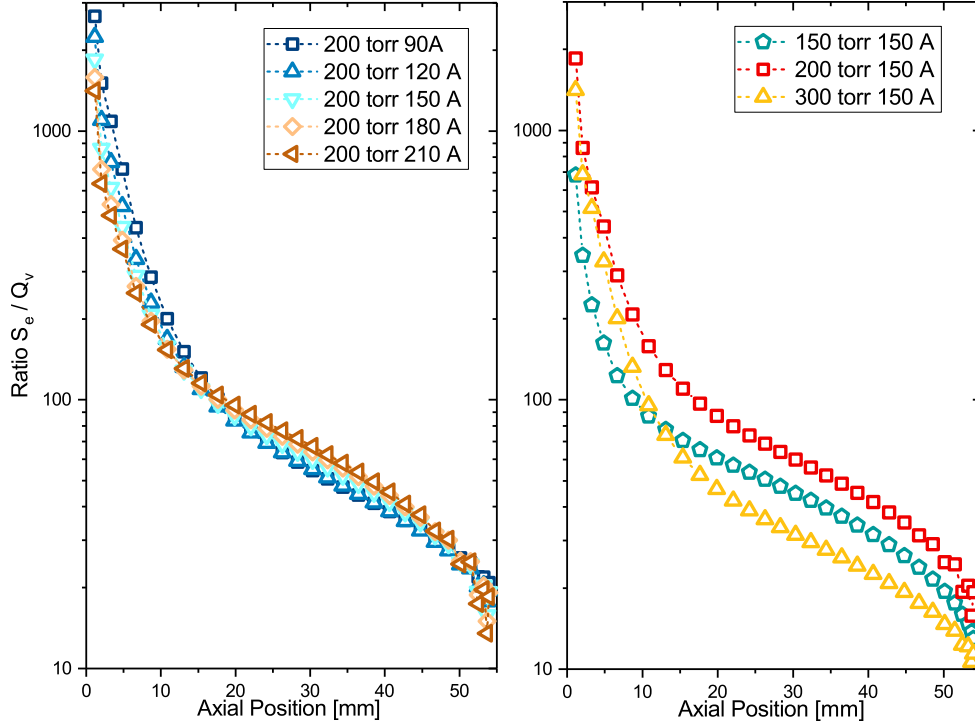 Ratio S_e / Q_v
1000
100
10
200 torr 90A
200 torr 120 A
200 torr 150 A
200 torr 180 A
200 torr 210 A
0 10 20 30 40 50
Axial Position [mm]
1000
100
10
150 torr 150 A
200 torr 150 A
300 torr 150 A
0 10 20 30 40 50
Axial Position [mm]